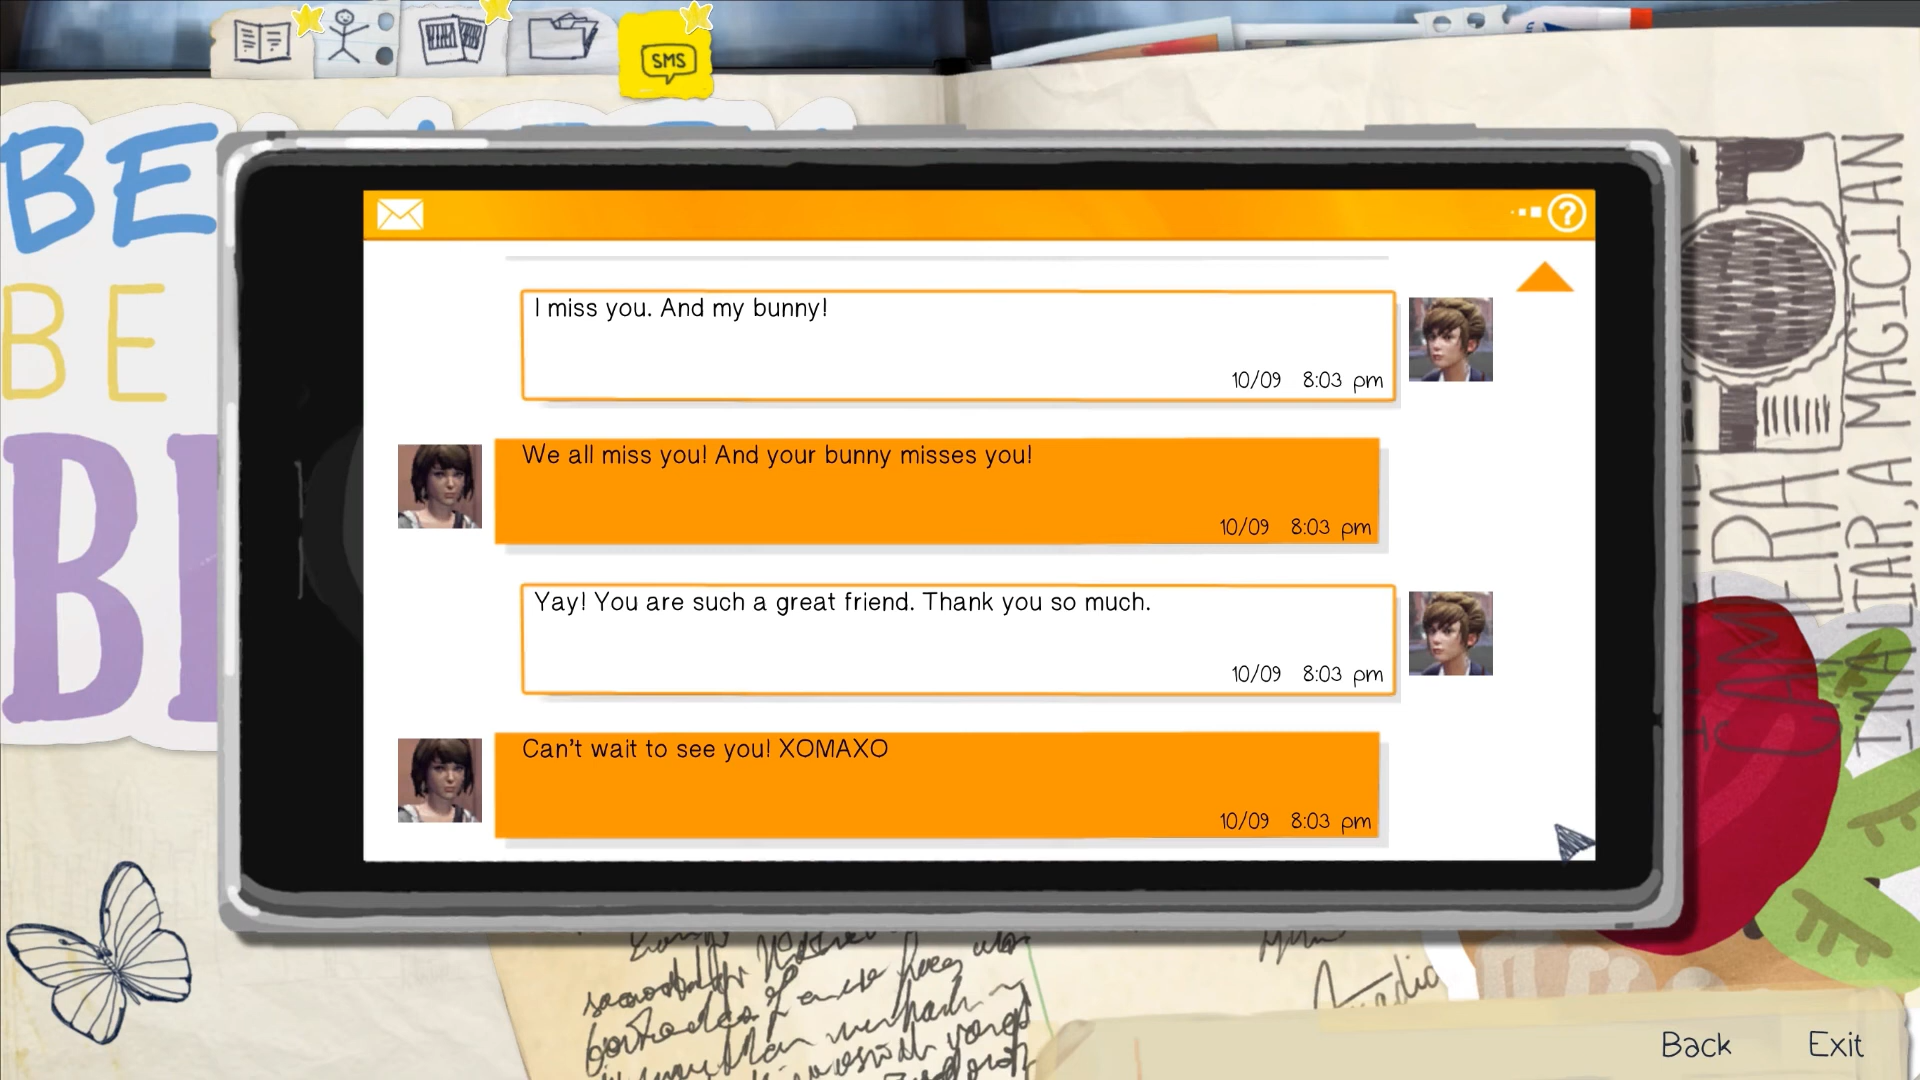 SMS
BE
BE
I miss you. And my bunny!
10/09 8:03 pm
We all miss you! And your bunny misses you!
10/09 8:03 pm
Yay! You are such a great friend. Thank you so much.
10/09 8:03 pm
Can't wait to see you! XOMAXO
10/09 8:03 pm
CAMERA
LIAR, A MAGICIAN
Back
Exit